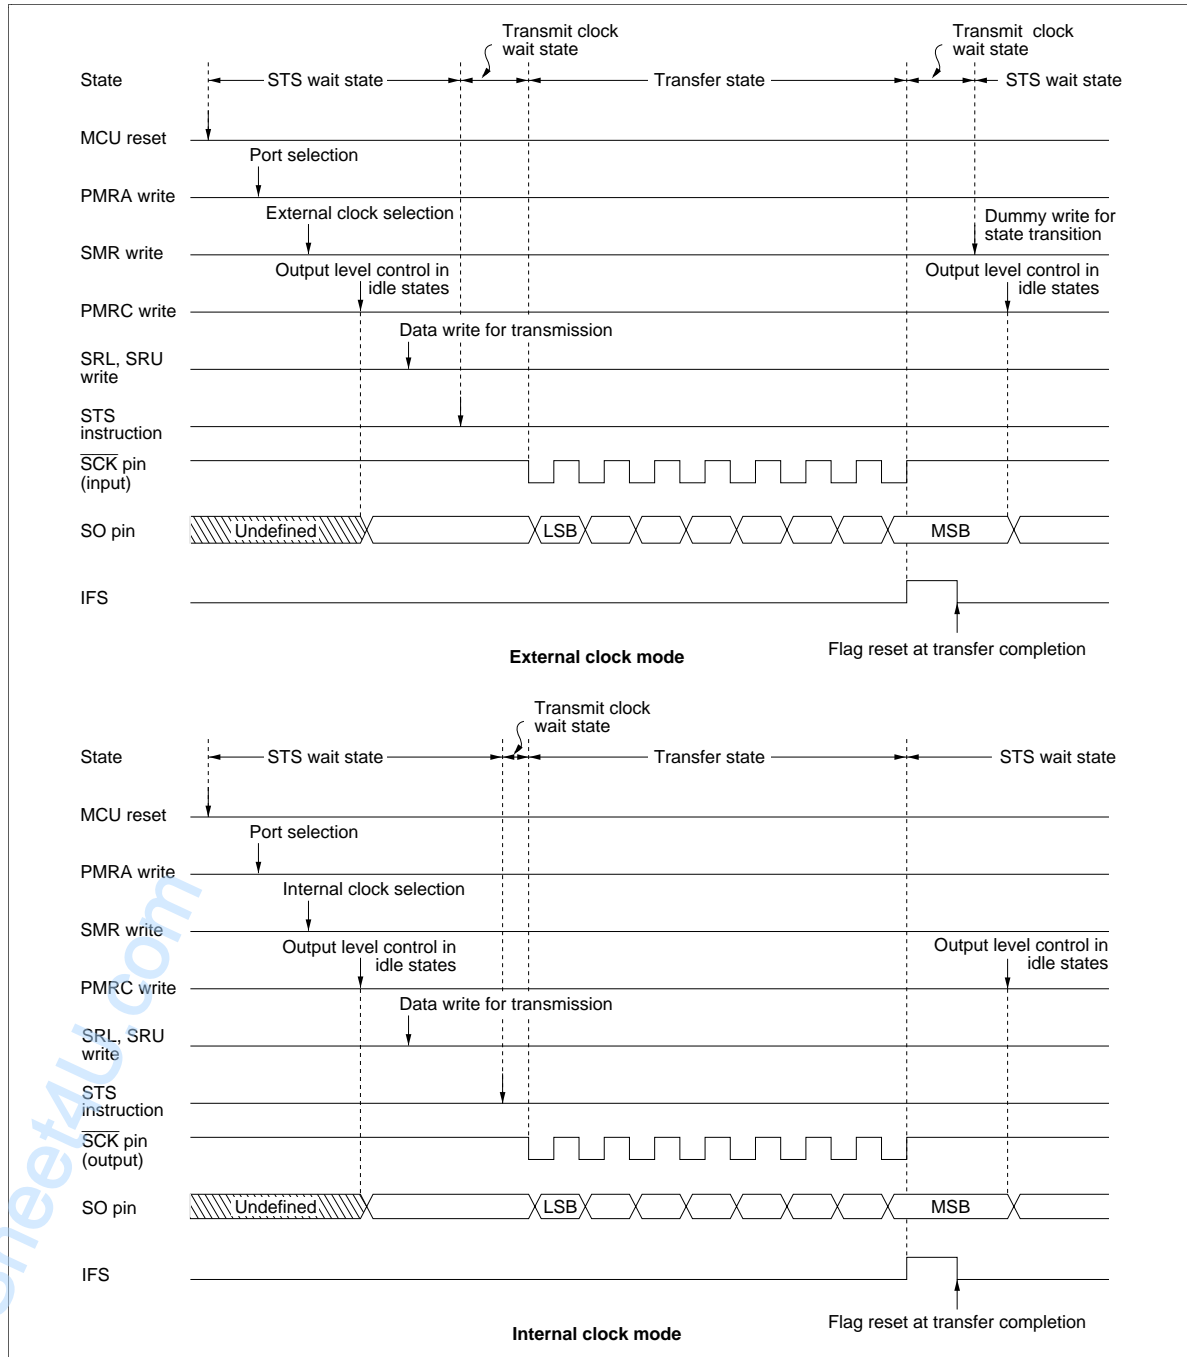 Transmit clock
wait state
Transmit clock
wait state
State
STS wait state
Transfer state
STS wait state
MCU reset
Port selection
PMRA write
External clock selection
Dummy write for
state transition
SMR write
Output level control in
idle states
Output level control in
idle states
PMRC write
Data write for transmission
SRL, SRU
write
STS
instruction
SCK pin
(input)
SO pin
Undefined
LSB
MSB
IFS
Flag reset at transfer completion
External clock mode
Transmit clock
wait state
State
STS wait state
Transfer state
STS wait state
MCU reset
Port selection
PMRA write
Internal clock selection
SMR write
Output level control in
idle states
Output level control in
idle states
PMRC write
Data write for transmission
SRL, SRU
write
STS
instruction
SCK pin
(output)
SO pin
Undefined
LSB
MSB
IFS
Flag reset at transfer completion
Internal clock mode